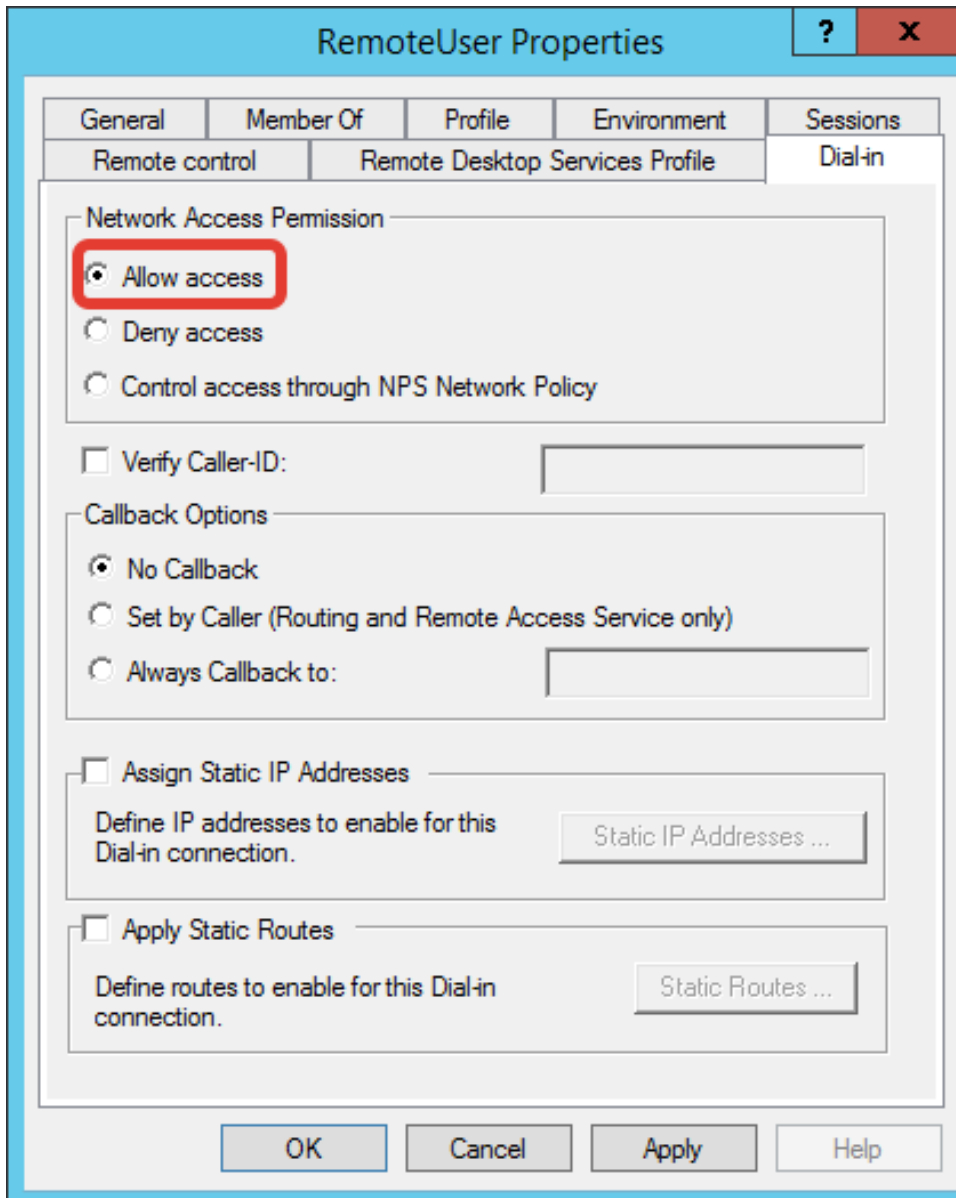 RemoteUser Properties
?
x
General
Member Of
Profile
Environment
Sessions
Remote control
Remote Desktop Services Profile
Dial-in
Network Access Permission
Allow access
Deny access
Control access through NPS Network Policy
Verify Caller-ID:
Callback Options
No Callback
Set by Caller (Routing and Remote Access Service only)
Always Callback to:
Assign Static IP Addresses
Define IP addresses to enable for this
Dial-in connection.
Static IP Addresses ...
Apply Static Routes
Define routes to enable for this Dial-in
connection.
Static Routes ...
OK
Cancel
Apply
Help